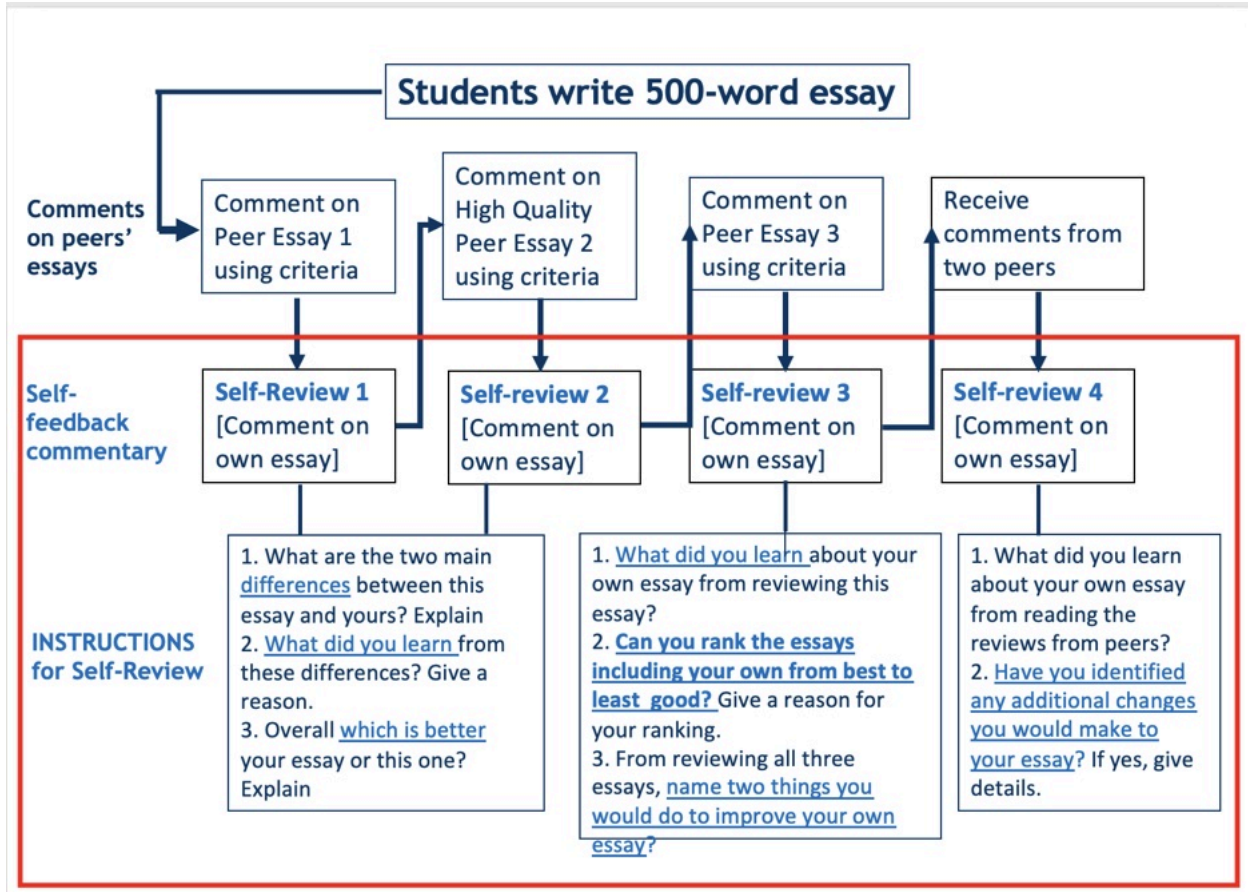 Students write 500-word essay
Comments
on peers’
essays
Comment on
Peer Essay 1
using criteria
Comment on
High Quality
Peer Essay 2
using criteria
Comment on
Peer Essay 3
using criteria
Receive
comments from
two peers
Self-
feedback
commentary
Self-Review 1
[Comment on
own essay]
Self-review 2
[Comment on
own essay]
Self-review 3
[Comment on
own essay]
Self-review 4
[Comment on
own essay]
INSTRUCTIONS
for Self-Review
1. What are the two main
differences between this
essay and yours? Explain
2. What did you learn from
these differences? Give a
reason.
3. Overall which is better
your essay or this one?
Explain
1. What did you learn about your
own essay from reviewing this
essay?
2. Can you rank the essays
including your own from best to
least good? Give a reason for
your ranking.
3. From reviewing all three
essays, name two things you
would do to improve your own
essay?
1. What did you learn
about your own essay
from reading the
reviews from peers?
2. Have you identified
any additional changes
you would make to
your essay? If yes, give
details.